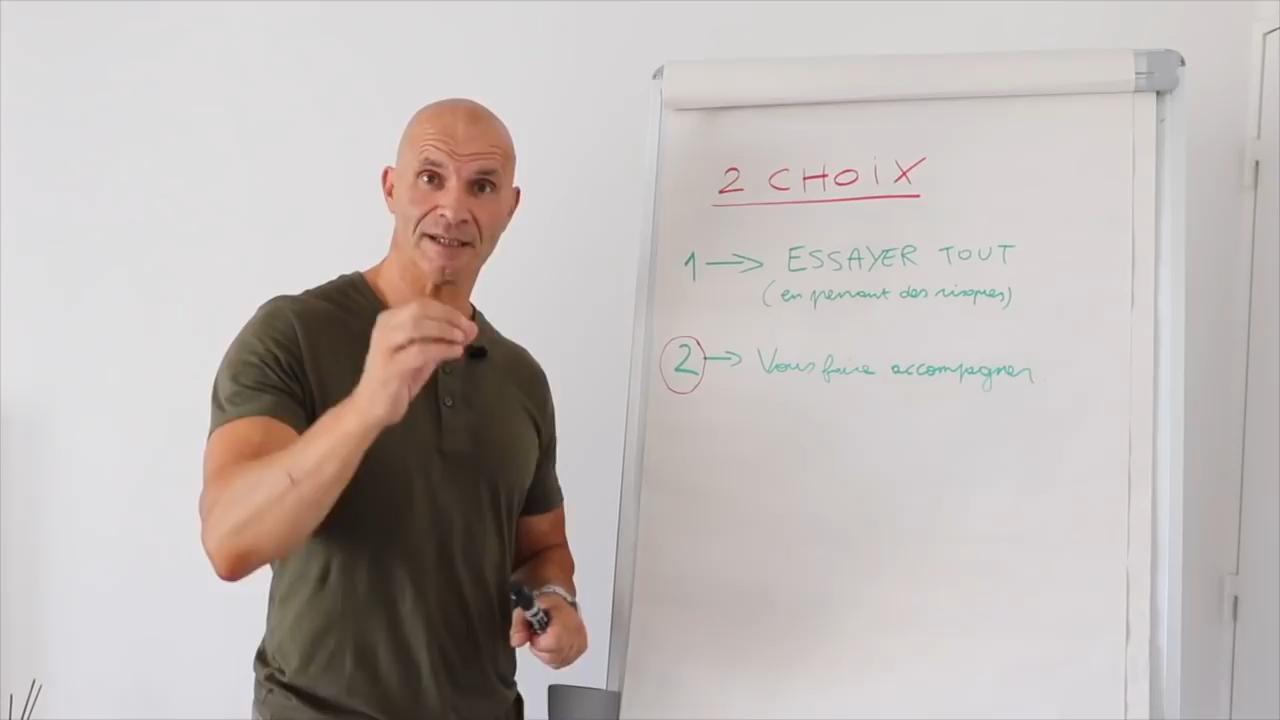 2 CHOiX
1 → ESSAYER TOUT
(en prenant des risques)
2 → Vous faire accompagner